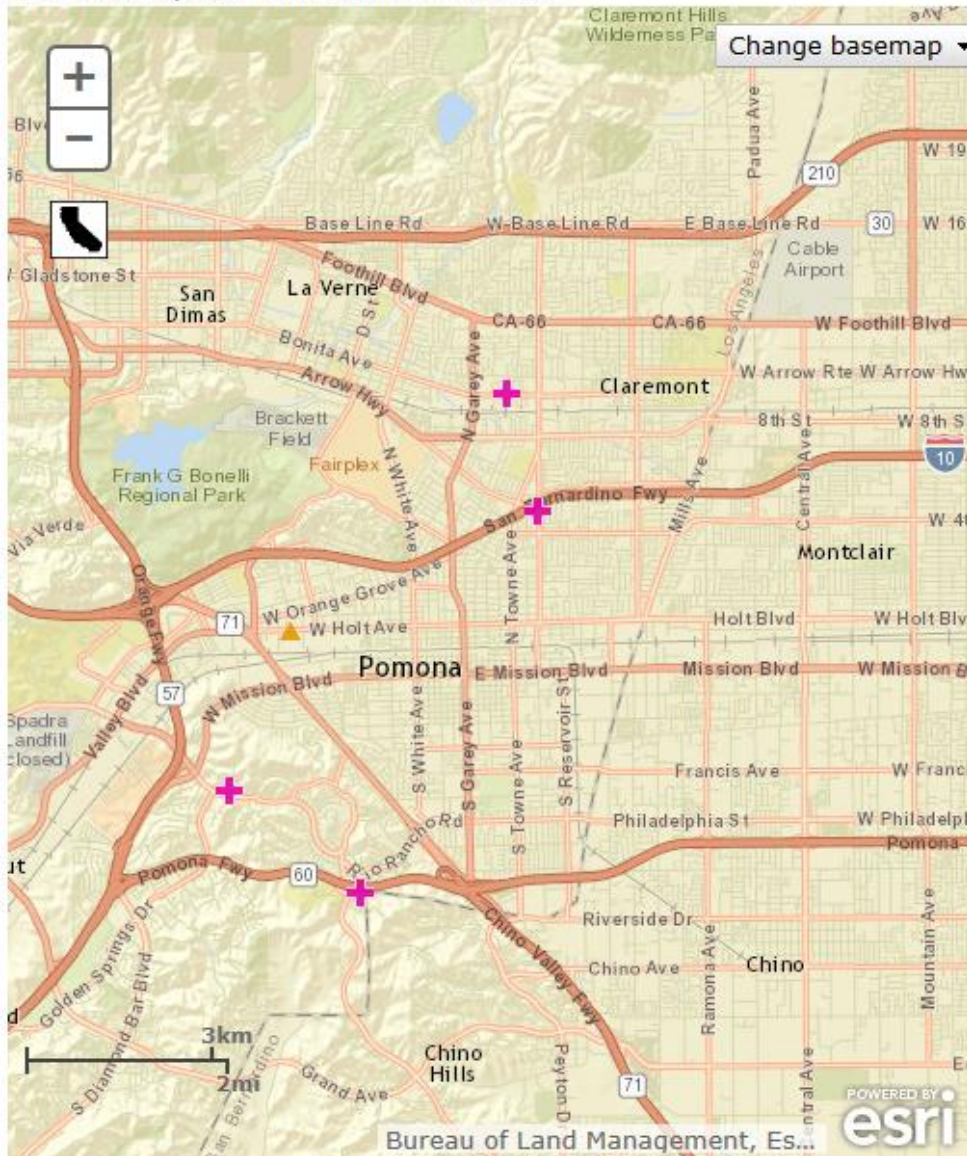 Claremont Hills
Wilderness Pa
Change basemap
+
−
Blv
Padua Ave
W 19
210
66
Base Line Rd
W Base Line Rd
E Base Line Rd
30
W 16
Cable
Airport
Gladstone St
Foothill Blvd
La Verne
San
Dimas
D St
Los Angeles
CA-66
CA-66
W Foothill Blvd
Bonita Ave
N Garey Ave
Arrow Hwy
Claremont
W Arrow Rte
W Arrow Hw
Brackett
Field
8th St
W 8th S
Fairplex
N White Ave
Frank G Bonelli
Regional Park
10
San Bernardino Fwy
Mills Ave
Central Ave
W 4t
Via Verde
Montclair
Orange Fwy
W Orange Grove Ave
N Towne Ave
71
W Holt Ave
Holt Blvd
W Holt Blv
Pomona
E Mission Blvd
Mission Blvd
W Mission B
57
W Mission Blvd
Valley Blvd
Spadra
Landfill
closed)
S White Ave
S Garey Ave
S Towne Ave
S Reservoir St
Francis Ave
W Franc
Philadelphia St
W Philadelph
Rio Rancho Rd
Pomona
ut
Pomona Fwy
60
Riverside Dr
Chino Valley Fwy
Golden Springs Dr
S Diamond Bar Blvd
Chino Ave
Chino
Ramona Ave
Mountain Ave
d
3km
2mi
Chino
Hills
Grand Ave
an Bernardino
Peyton D
71
Central Ave
E
POWERED BY
esri
Bureau of Land Management, Es...